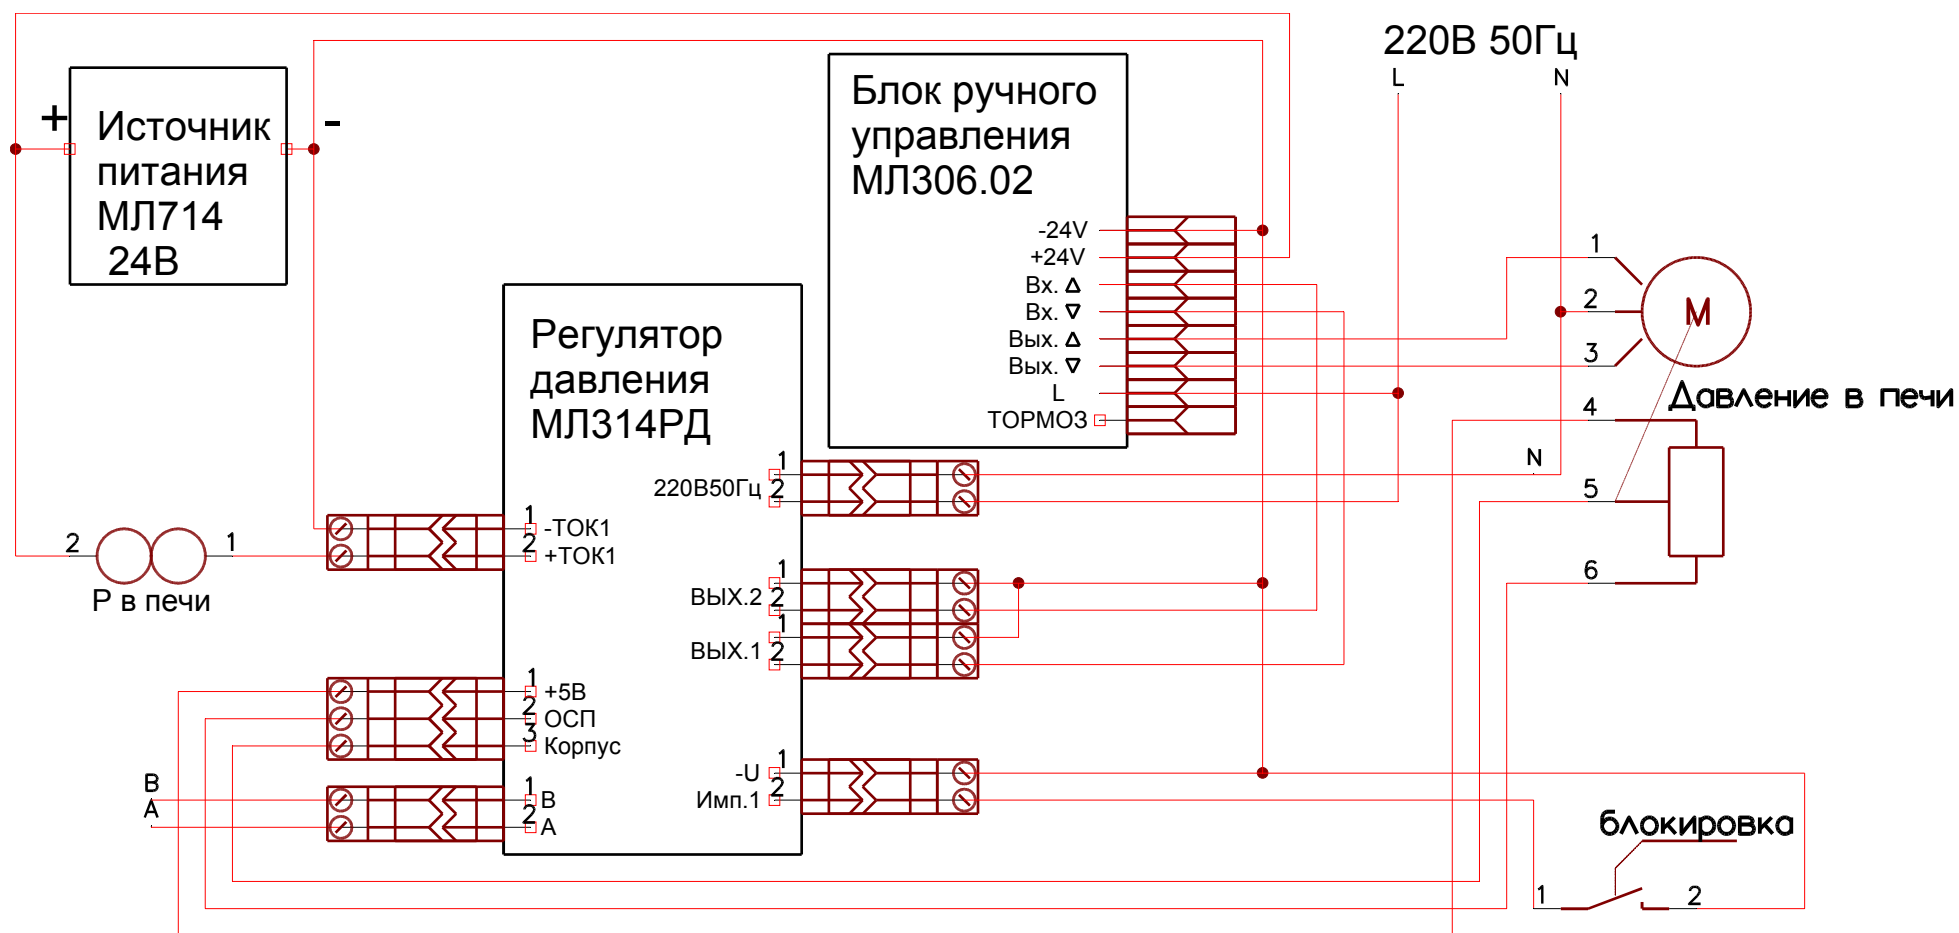 220В 50Гц
L
N
+
Источник
питания
МЛ714
24В
-
Блок ручного
управления
МЛ306.02
-24V
+24V
Вх. Δ
Вх. ∇
Вых. Δ
Вых. ∇
L
ТОРМОЗ
1
2
3
М
Давление в печи
4
5
6
N
Регулятор
давления
МЛ314РД
1
220В50Гц 2
1
-ТОК1
2
+ТОК1
2
1
Р в печи
1
ВЫХ.2 2
1
ВЫХ.1 2
1
+5В
2
ОСП
3
Корпус
В
А
1
В
2
А
-U 1
Имп.1 2
блокировка
1
2